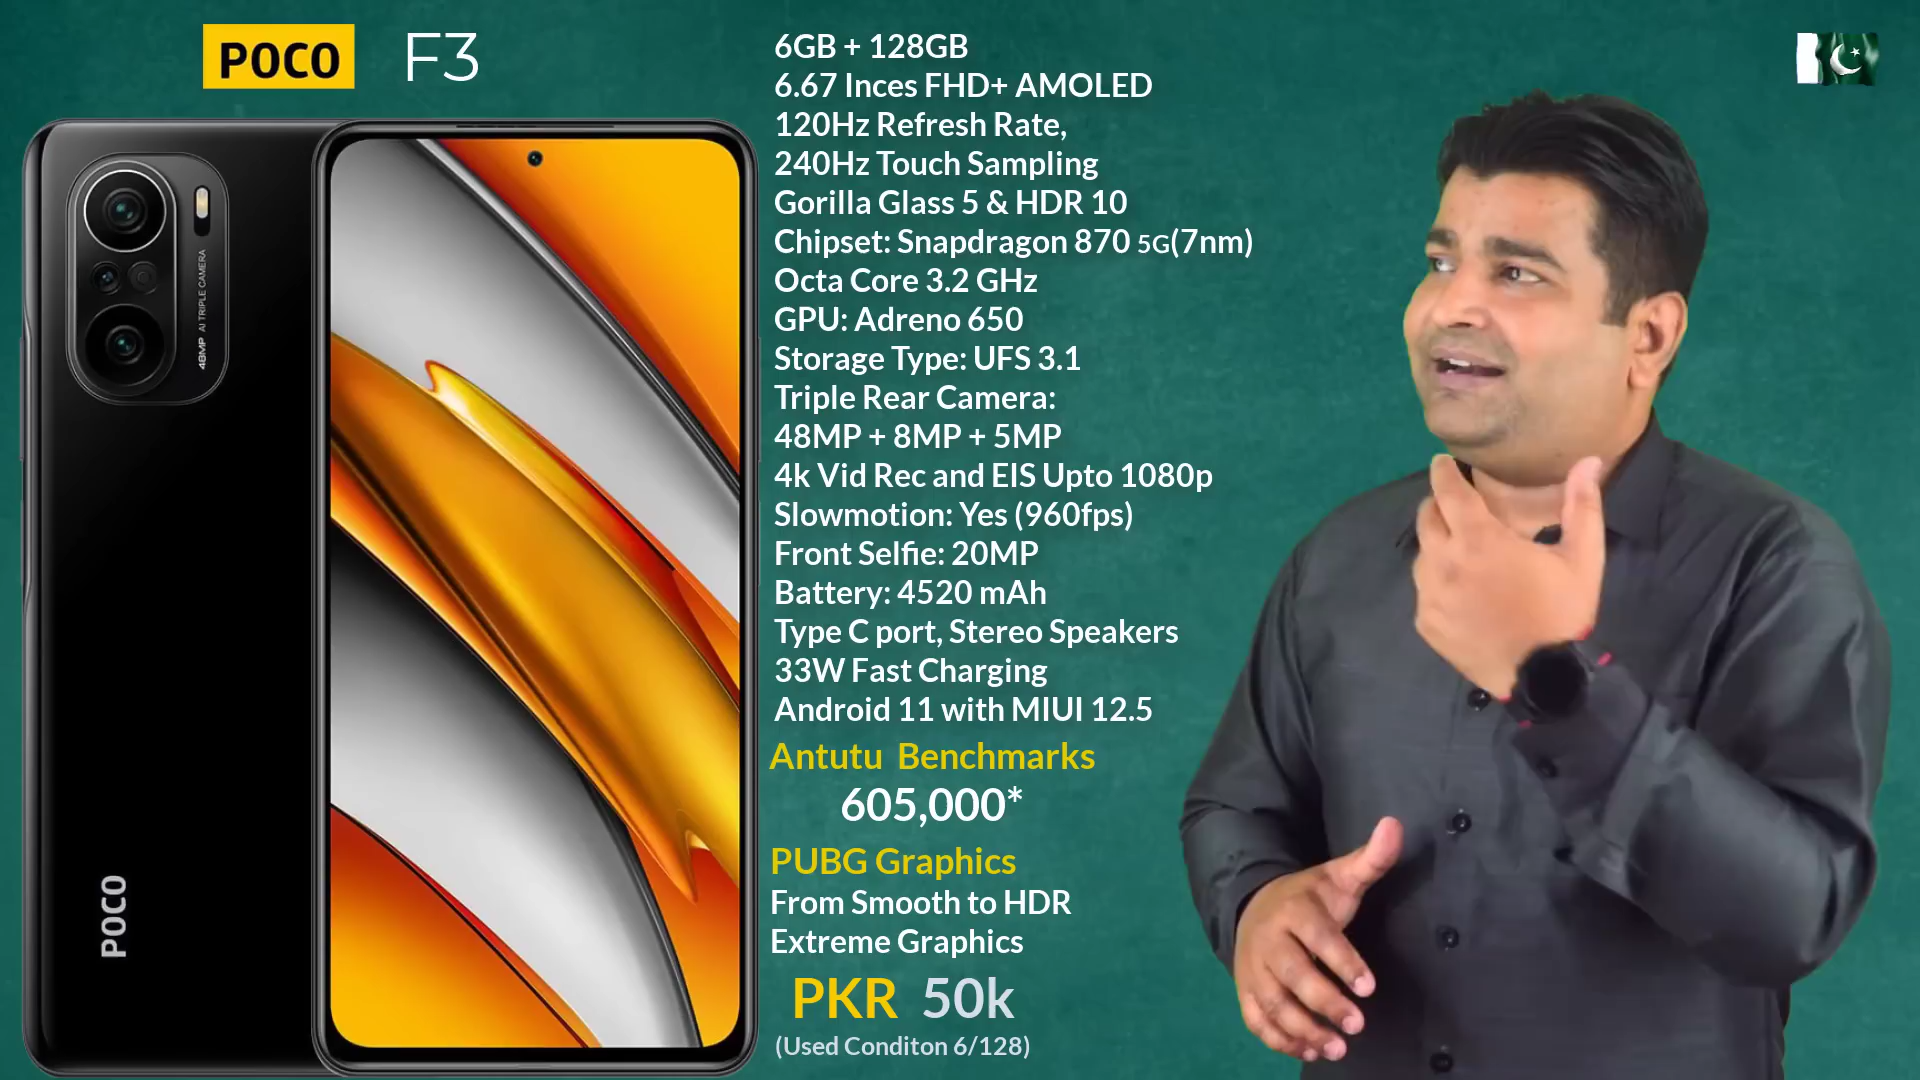 POCO F3
6GB + 128GB
6.67 Inces FHD+ AMOLED
120Hz Refresh Rate,
240Hz Touch Sampling
Gorilla Glass 5 & HDR 10
Chipset: Snapdragon 870 5G(7nm)
Octa Core 3.2 GHz
GPU: Adreno 650
Storage Type: UFS 3.1
Triple Rear Camera:
48MP + 8MP + 5MP
4k Vid Rec and EIS Upto 1080p
Slowmotion: Yes (960fps)
Front Selfie: 20MP
Battery: 4520 mAh
Type C port, Stereo Speakers
33W Fast Charging
Android 11 with MIUI 12.5
Antutu Benchmarks
605,000*
PUBG Graphics
From Smooth to HDR
Extreme Graphics
PKR 50k
(Used Conditon 6/128)
48MP AI TRIPLE CAMERA
POCO